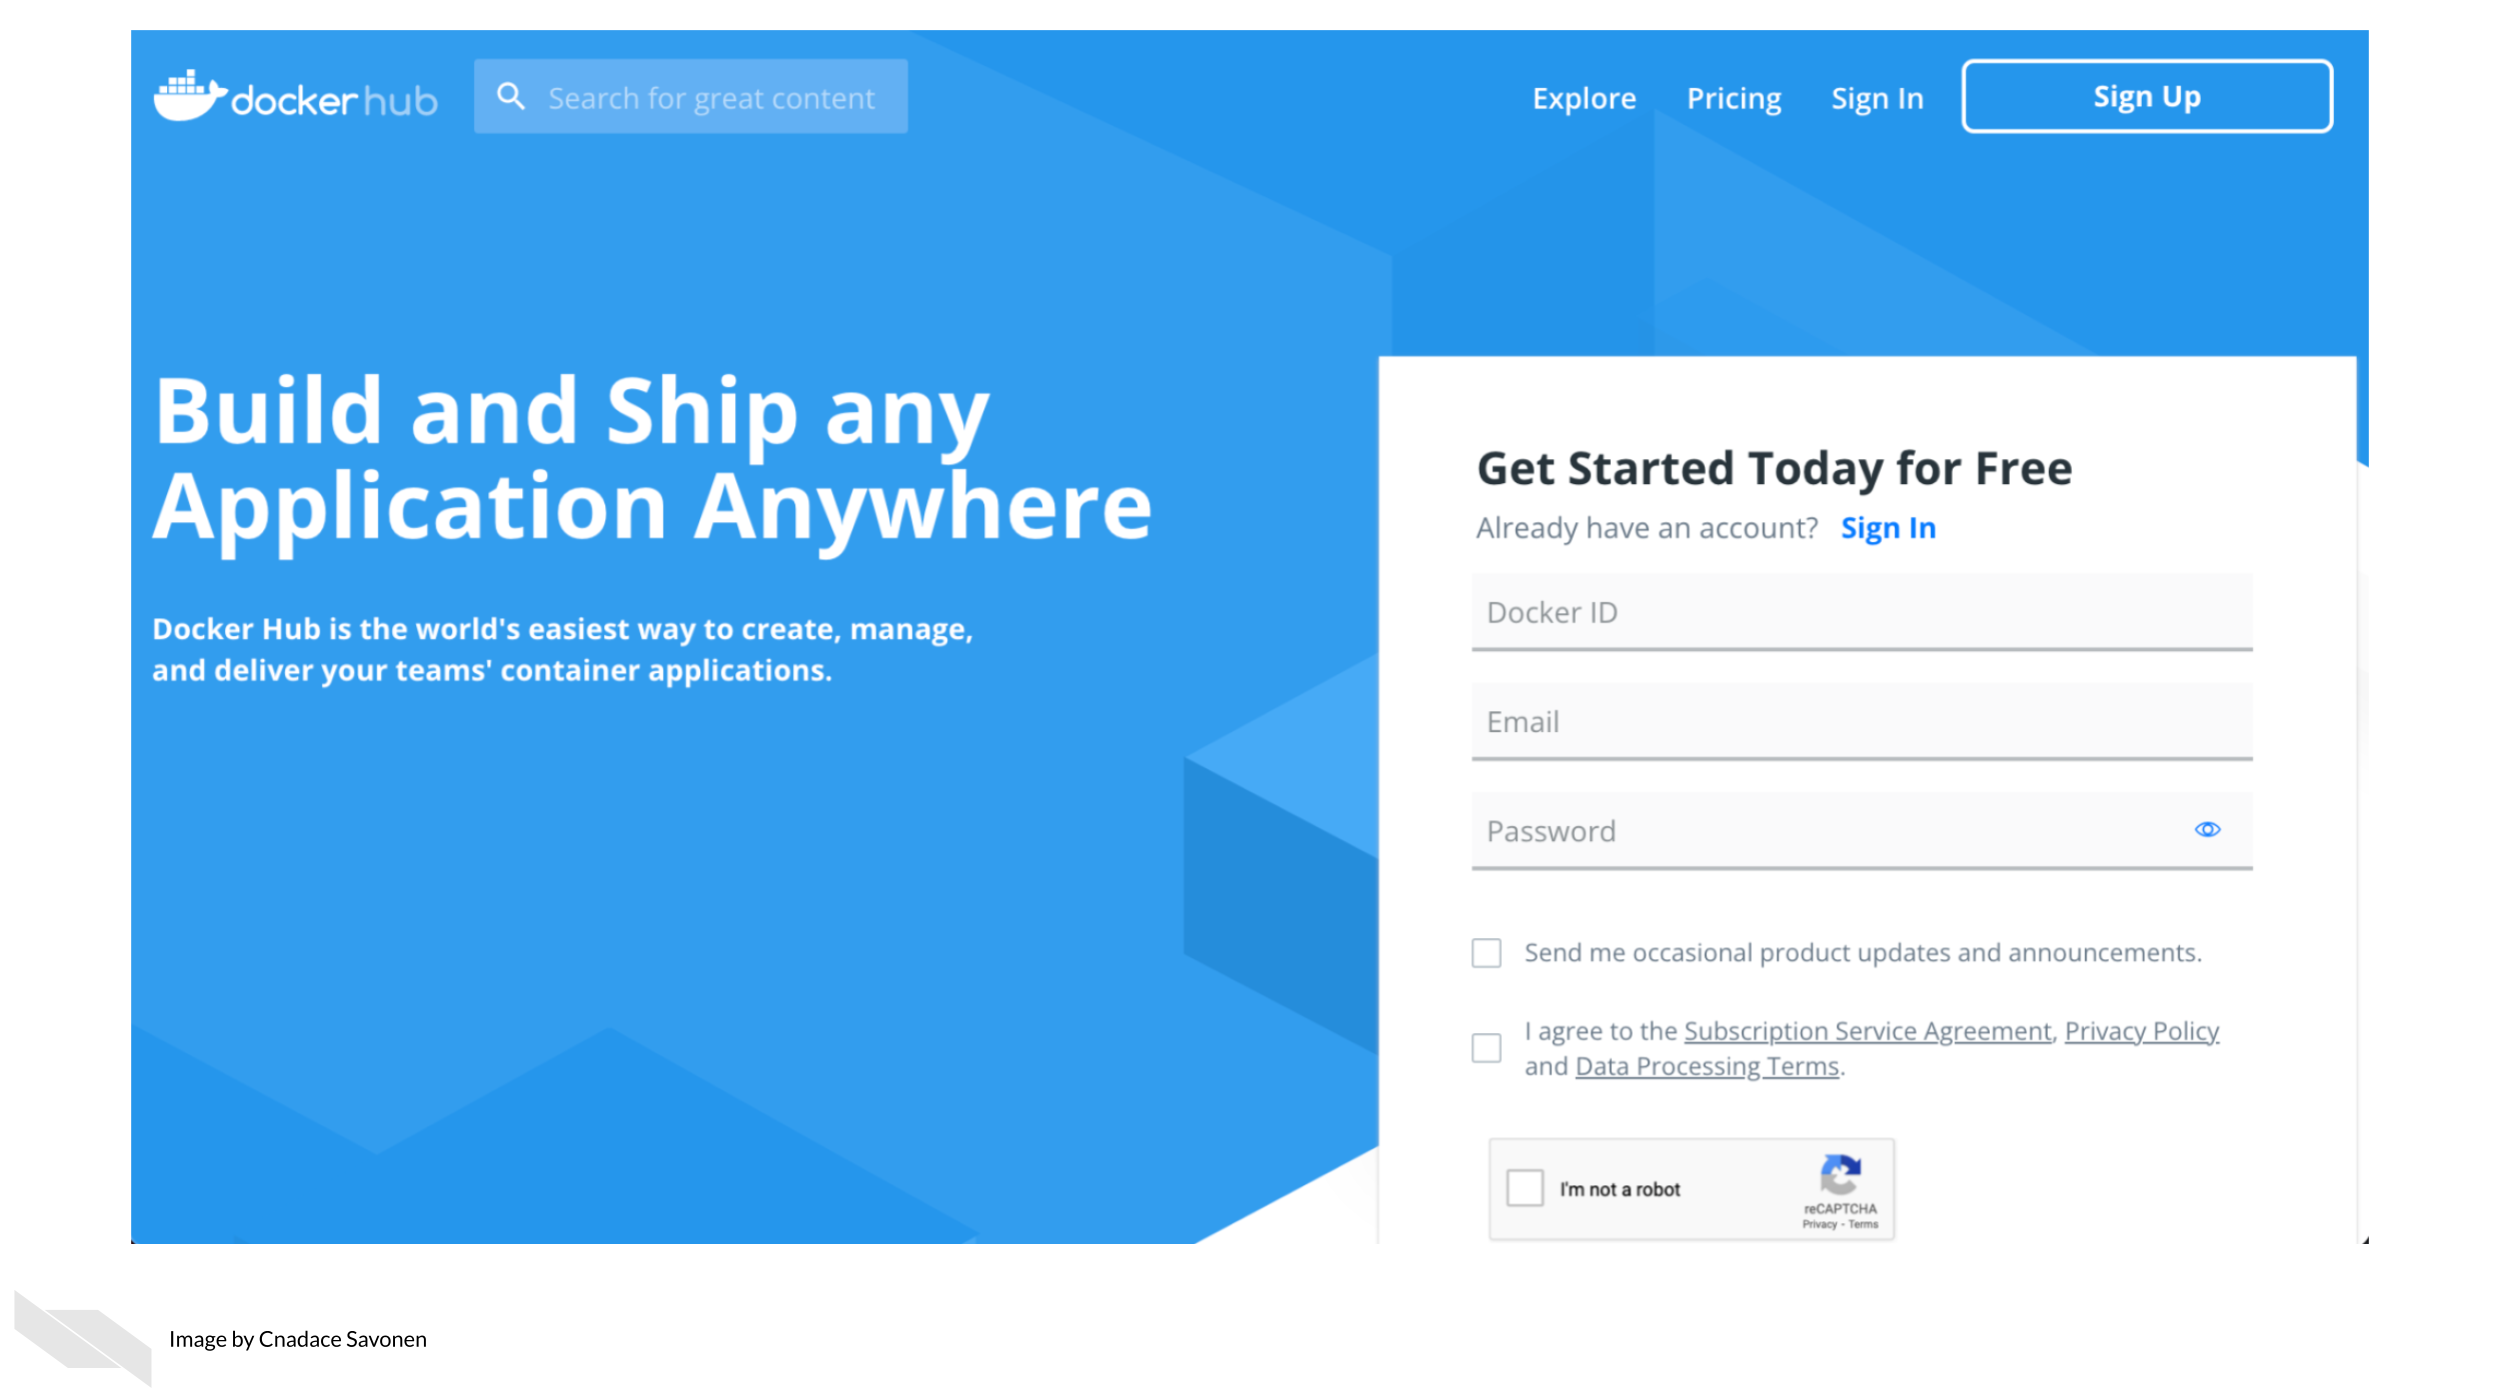 dockerhub
Search for great content
Explore
Pricing
Sign In
Sign Up
Build and Ship any
Application Anywhere
Docker Hub is the world's easiest way to create, manage,
and deliver your teams' container applications.
Get Started Today for Free
Already have an account? Sign In
Docker ID
Email
Password
Send me occasional product updates and announcements.
I agree to the Subscription Service Agreement, Privacy Policy
and Data Processing Terms.
I'm not a robot
reCAPTCHA
Privacy - Terms
Image by Cnadace Savonen